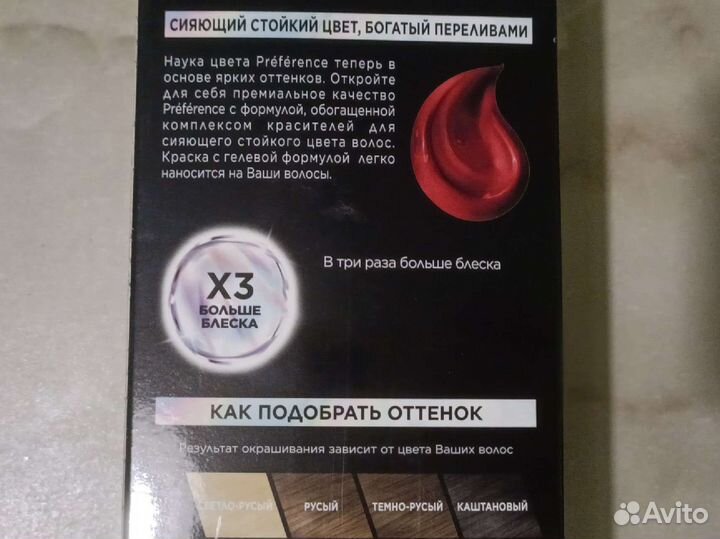 СИЯЮЩИЙ СТОЙКИЙ ЦВЕТ, БОГАТЫЙ ПЕРЕЛИВАМИ
Наука цвета Préférence теперь в
основе ярких оттенков. Откройте
для себя премиальное качество
Préférence с формулой, обогащенной
комплексом красителей для
сияющего стойкого цвета волос.
Краска с гелевой формулой легко
наносится на Ваши волосы.
В три раза больше блеска
X3
БОЛЬШЕ
БЛЕСКА
КАК ПОДОБРАТЬ ОТТЕНОК
Результат окрашивания зависит от цвета Ваших волос
СВЕТЛО-РУСЫЙ РУСЫЙ ТЕМНО-РУСЫЙ КАШТАНОВЫЙ
Avito